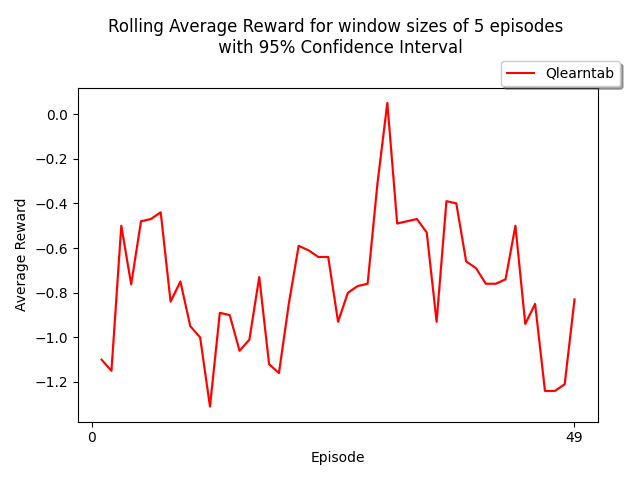 Rolling Average Reward for window sizes of 5 episodes
with 95% Confidence Interval
Qlearntab
0.0
−0.2
−0.4
−0.6
−0.8
−1.0
−1.2
Average Reward
0
49
Episode